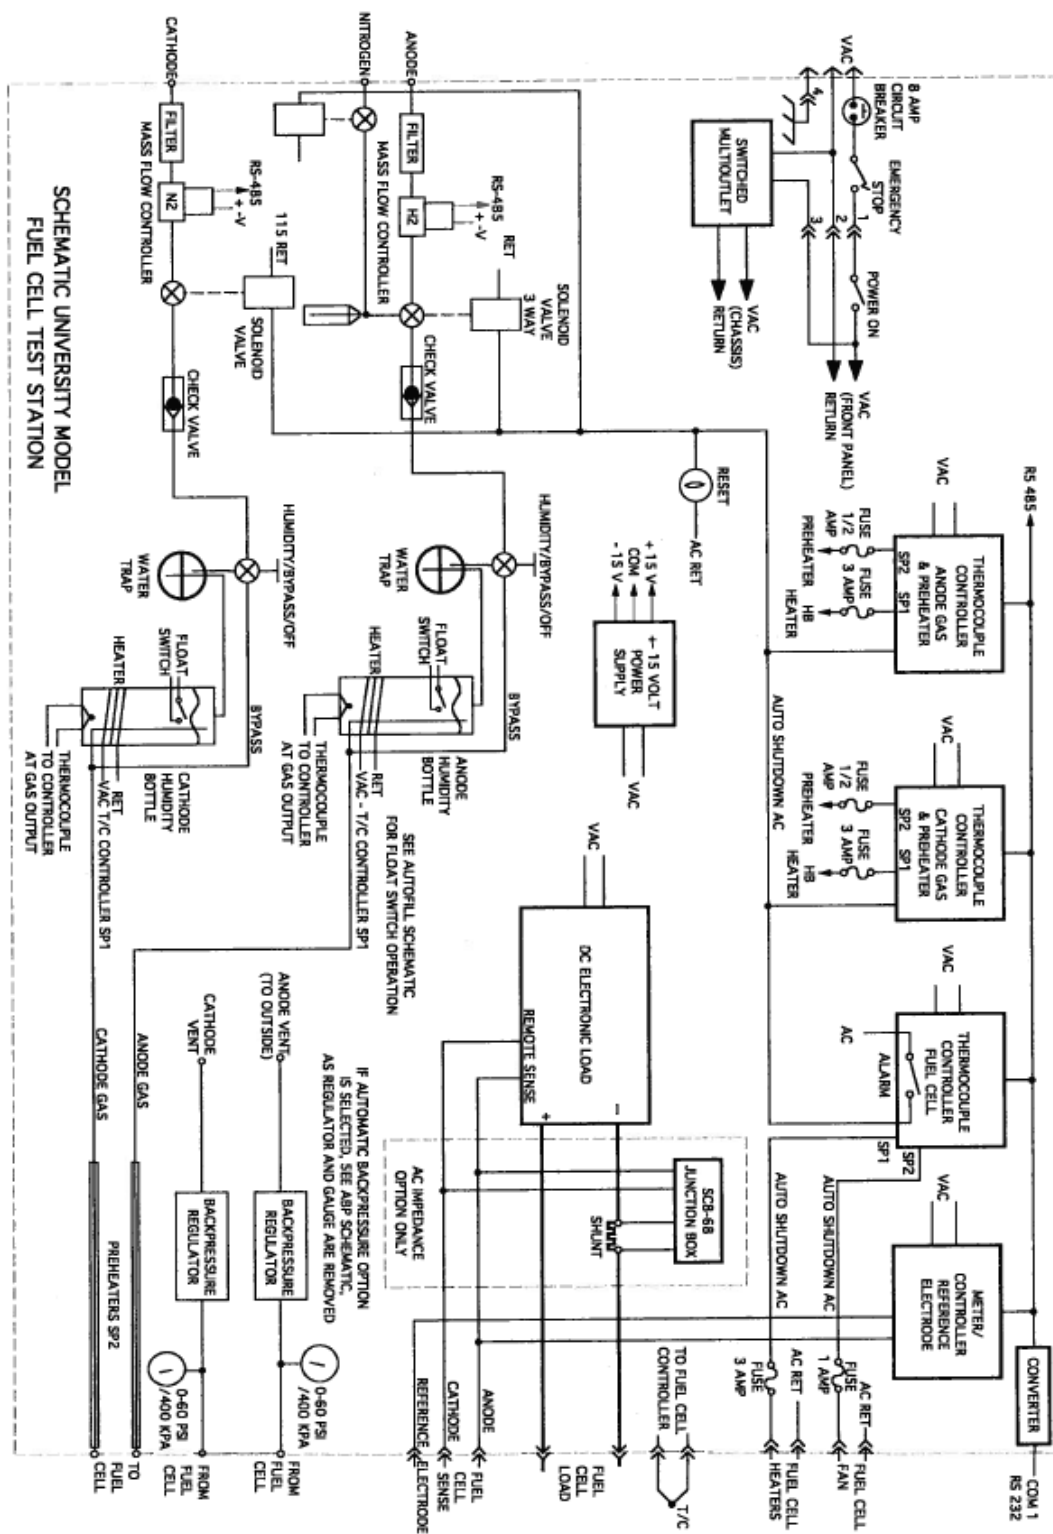 VAC
8 AMP
CIRCUIT
BREAKER
EMERGENCY
STOP
POWER ON
4
1
2
3
SWITCHED
MULTIOUTLET
VAC
(CHASSIS)
RETURN
VAC
(FRONT PANEL)
RETURN
RS 485
VAC
THERMOCOUPLE
CONTROLLER
ANODE GAS
& PREHEATER
SP2 SP1
FUSE
1/2
AMP
FUSE
3 AMP
PREHEATER
HB
HEATER
VAC
THERMOCOUPLE
CONTROLLER
CATHODE GAS
& PREHEATER
SP2 SP1
FUSE
1/2
AMP
FUSE
3 AMP
PREHEATER
HB
HEATER
AUTO SHUTDOWN AC
VAC
THERMOCOUPLE
CONTROLLER
FUEL CELL
AC
ALARM
SP2
SP1
AUTO SHUTDOWN AC
AUTO SHUTDOWN AC
VAC
METER/
CONTROLLER
REFERENCE
ELECTRODE
CONVERTER
COM 1
RS 232
AC RET
FUSE
1 AMP
FUEL CELL
FAN
AC RET
FUSE
3 AMP
FUEL CELL
HEATERS
TO FUEL CELL
CONTROLLER
T/C
ANODE
NITROGEN
CATHODE
FILTER
H2
MASS FLOW CONTROLLER
RS-485
+ -V
RET
SOLENOID
VALVE
3 WAY
CHECK VALVE
RESET
AC RET
+ 15 V
COM
- 15 V
+- 15 VOLT
POWER
SUPPLY
VAC
HUMIDITY/BYPASS/OFF
WATER
TRAP
FLOAT
SWITCH
HEATER
BYPASS
ANODE
HUMIDITY
BOTTLE
RET
VAC - T/C CONTROLLER SP1
THERMOCOUPLE
TO CONTROLLER
AT GAS OUTPUT
SEE AUTOFILL SCHEMATIC
FOR FLOAT SWITCH OPERATION
VAC
DC ELECTRONIC LOAD
REMOTE SENSE
+
-
SCB-68
JUNCTION BOX
SHUNT
AC IMPEDANCE
OPTION ONLY
FUEL
CELL
LOAD
ANODE
CATHODE
REFERENCE
FUEL
CELL
SENSE
ELECTRODE
IF AUTOMATIC BACKPRESSURE OPTION
IS SELECTED, SEE ABP SCHEMATIC,
AS REGULATOR AND GAUGE ARE REMOVED
FILTER
N2
MASS FLOW CONTROLLER
RS-485
+ -V
115 RET
SOLENOID
VALVE
CHECK VALVE
HUMIDITY/BYPASS/OFF
WATER
TRAP
FLOAT
SWITCH
HEATER
BYPASS
CATHODE
HUMIDITY
BOTTLE
RET
VAC T/C CONTROLLER SP1
THERMOCOUPLE
TO CONTROLLER
AT GAS OUTPUT
ANODE VENT
(TO OUTSIDE)
CATHODE
VENT
BACKPRESSURE
REGULATOR
BACKPRESSURE
REGULATOR
0-60 PSI
/400 KPA
0-60 PSI
/400 KPA
FROM
FUEL
CELL
FROM
FUEL
CELL
ANODE GAS
CATHODE GAS
PREHEATERS SP2
TO
FUEL
CELL
SCHEMATIC UNIVERSITY MODEL
FUEL CELL TEST STATION